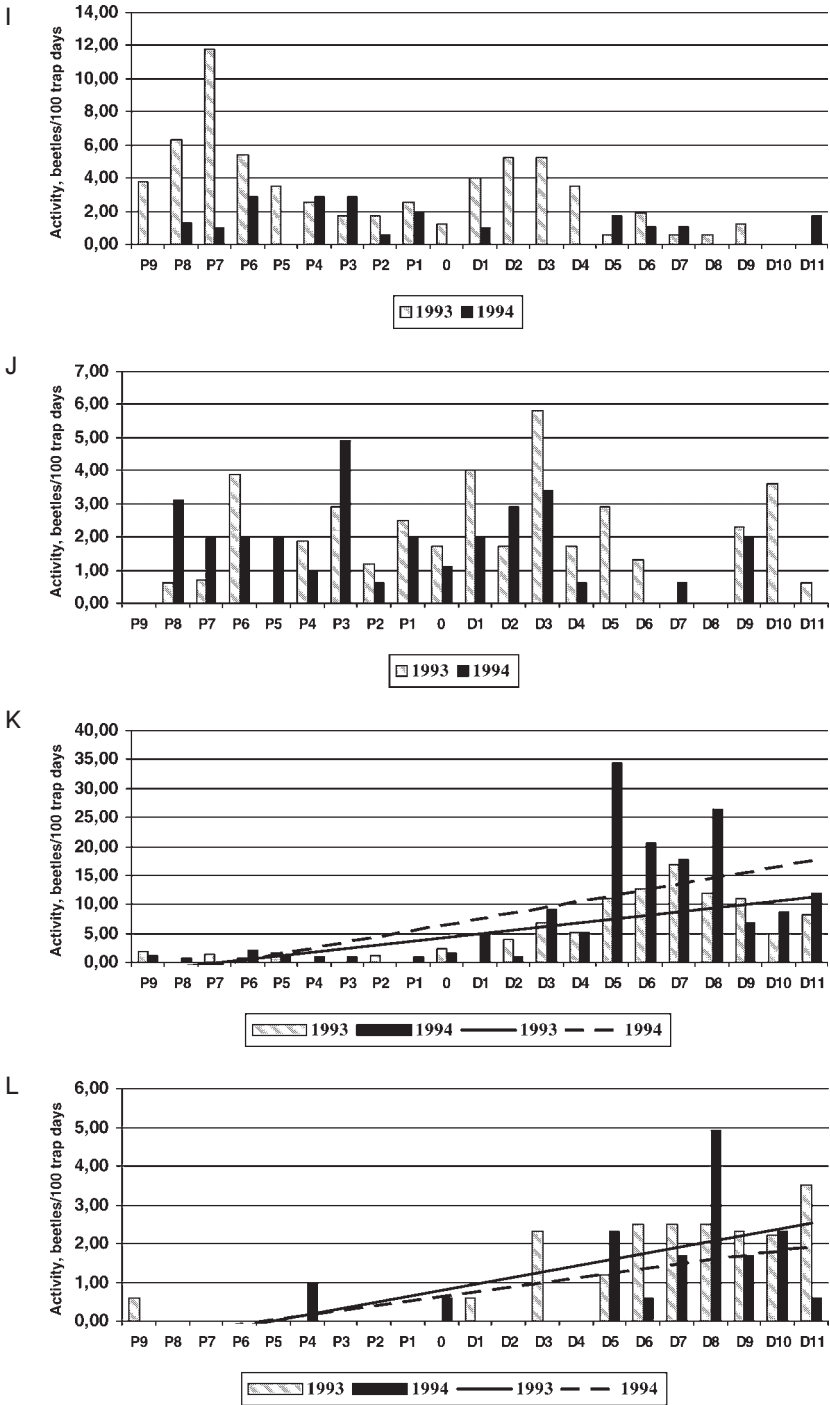 I
Activity, beetles/100 trap days
14,00
12,00
10,00
8,00
6,00
4,00
2,00
0,00
P9 P8 P7 P6 P5 P4 P3 P2 P1 0 D1 D2 D3 D4 D5 D6 D7 D8 D9 D10 D11
1993 1994
J
Activity, beetles/100 trap days
7,00
6,00
5,00
4,00
3,00
2,00
1,00
0,00
P9 P8 P7 P6 P5 P4 P3 P2 P1 0 D1 D2 D3 D4 D5 D6 D7 D8 D9 D10 D11
1993 1994
K
Activity, beetles/100 trap days
40,00
35,00
30,00
25,00
20,00
15,00
10,00
5,00
0,00
P9 P8 P7 P6 P5 P4 P3 P2 P1 0 D1 D2 D3 D4 D5 D6 D7 D8 D9 D10 D11
1993 1994 1993 1994
L
Activity, beetles/100 trap days
6,00
5,00
4,00
3,00
2,00
1,00
0,00
P9 P8 P7 P6 P5 P4 P3 P2 P1 0 D1 D2 D3 D4 D5 D6 D7 D8 D9 D10 D11
1993 1994 1993 1994